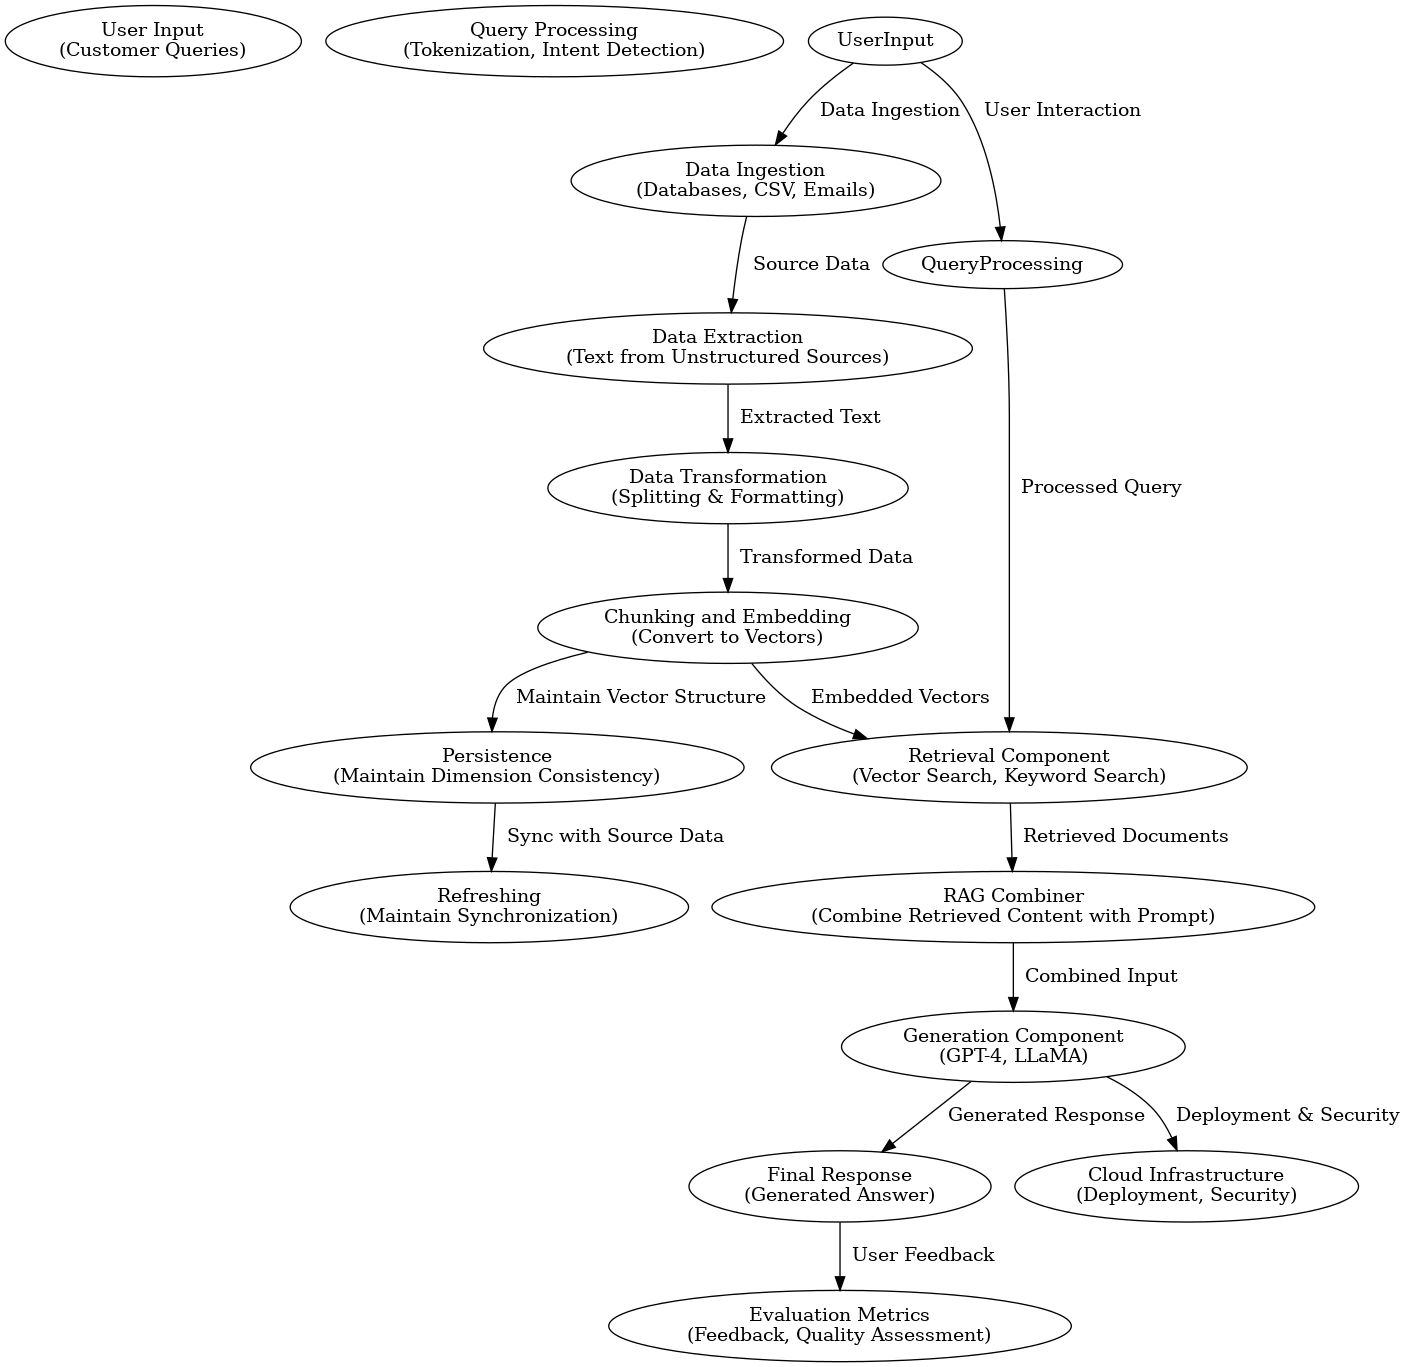 User Input
(Customer Queries)
Query Processing
(Tokenization, Intent Detection)
UserInput
Data Ingestion
User Interaction
Data Ingestion
(Databases, CSV, Emails)
Source Data
QueryProcessing
Data Extraction
(Text from Unstructured Sources)
Extracted Text
Data Transformation
(Splitting & Formatting)
Processed Query
Transformed Data
Chunking and Embedding
(Convert to Vectors)
Maintain Vector Structure
Embedded Vectors
Persistence
(Maintain Dimension Consistency)
Retrieval Component
(Vector Search, Keyword Search)
Sync with Source Data
Retrieved Documents
Refreshing
(Maintain Synchronization)
RAG Combiner
(Combine Retrieved Content with Prompt)
Combined Input
Generation Component
(GPT-4, LLaMA)
Generated Response
Deployment & Security
Final Response
(Generated Answer)
Cloud Infrastructure
(Deployment, Security)
User Feedback
Evaluation Metrics
(Feedback, Quality Assessment)